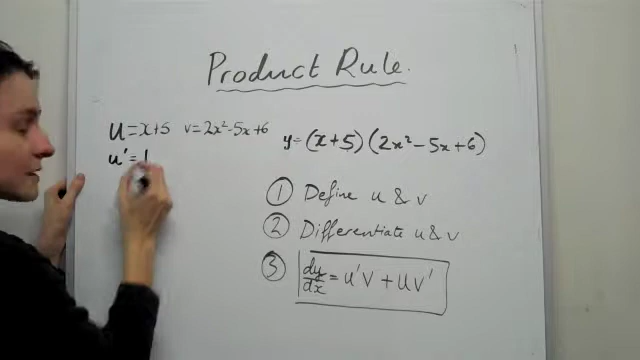 Product Rule.
u = x+5 v = 2x²-5x+6
u' = 1
y = (x+5)(2x²-5x+6)
① Define u & v
② Differentiate u & v
③ dy/dx = u'v + uv'